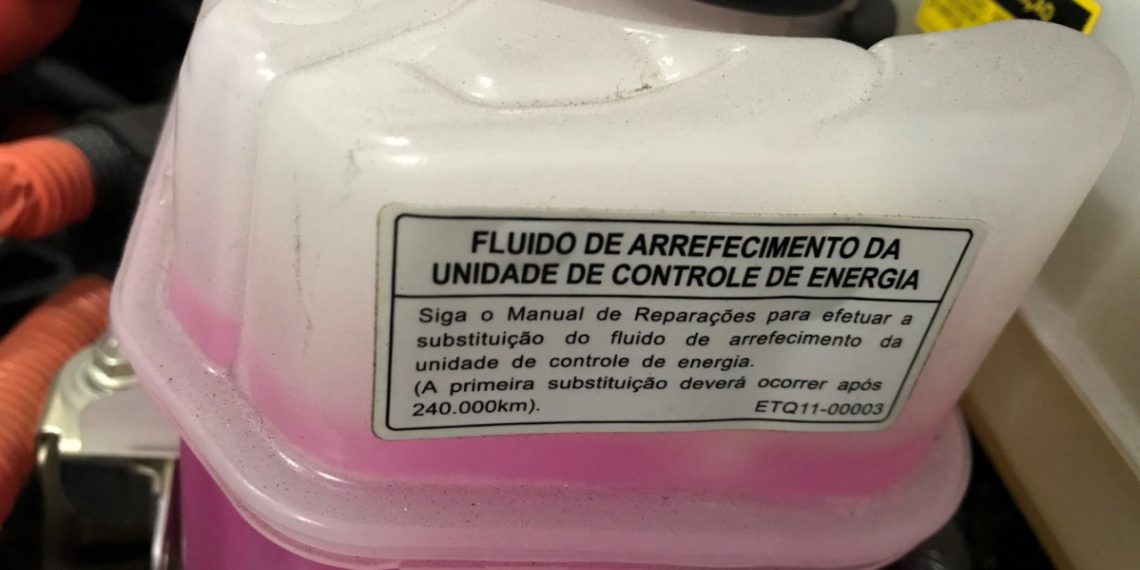 FLUIDO DE ARREFECIMENTO DA
UNIDADE DE CONTROLE DE ENERGIA
Siga o Manual de Reparações para efetuar a
substituição do fluido de arrefecimento da
unidade de controle de energia.
(A primeira substituição deverá ocorrer após
240.000km).
ETQ11-00003